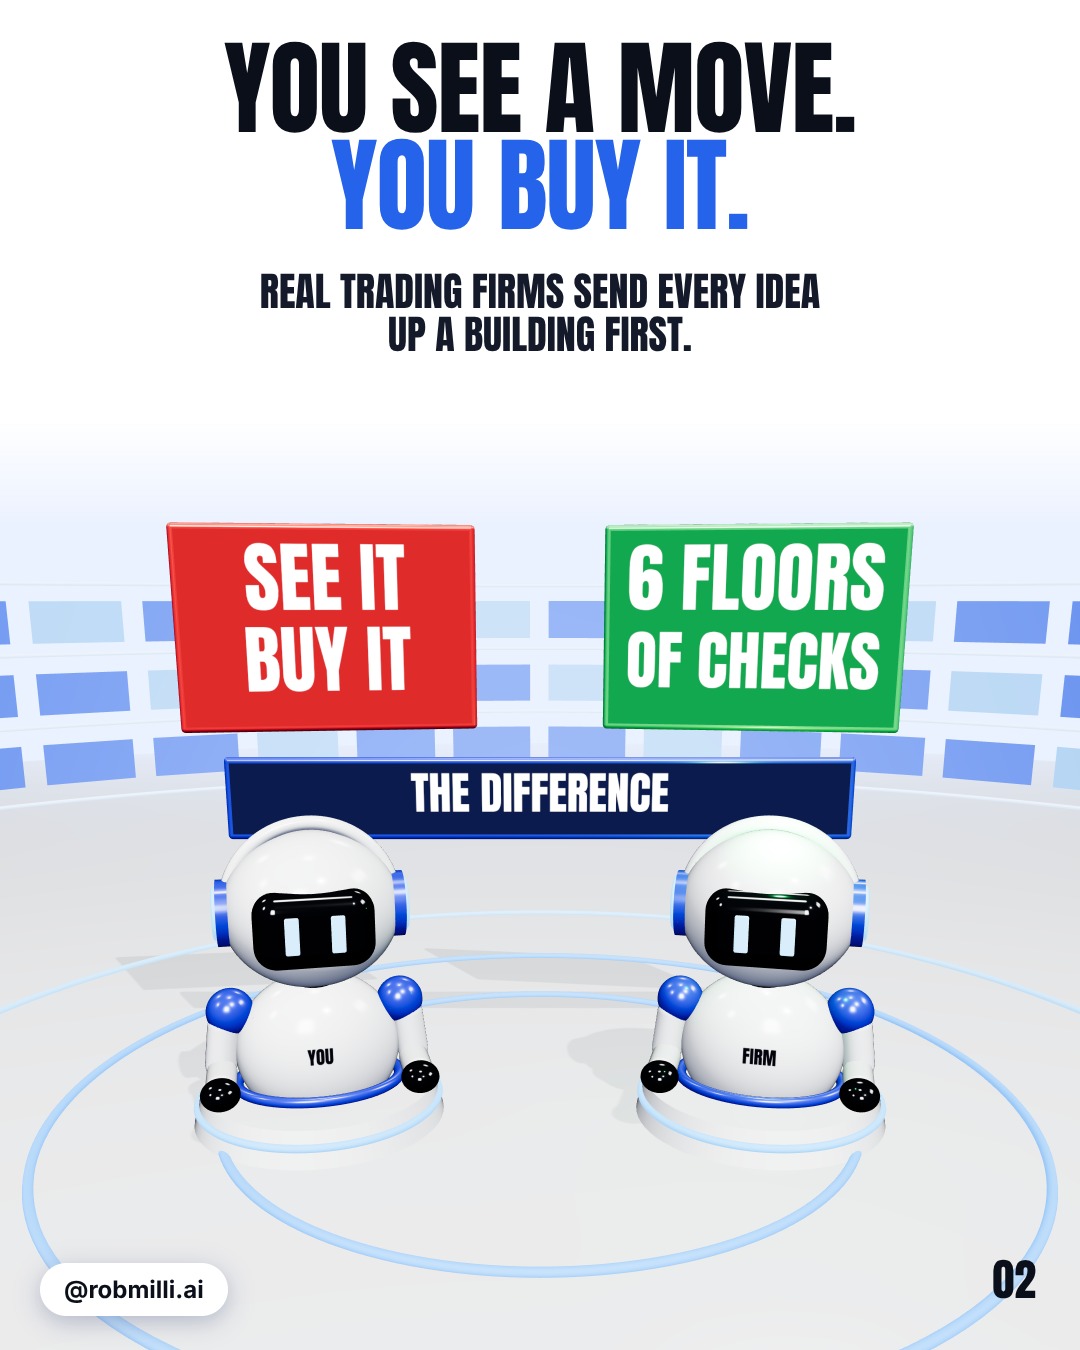 YOU SEE A MOVE.
YOU BUY IT.
REAL TRADING FIRMS SEND EVERY IDEA
UP A BUILDING FIRST.
SEE IT
BUY IT
6 FLOORS
OF CHECKS
THE DIFFERENCE
YOU
FIRM
@robmilli.ai
02